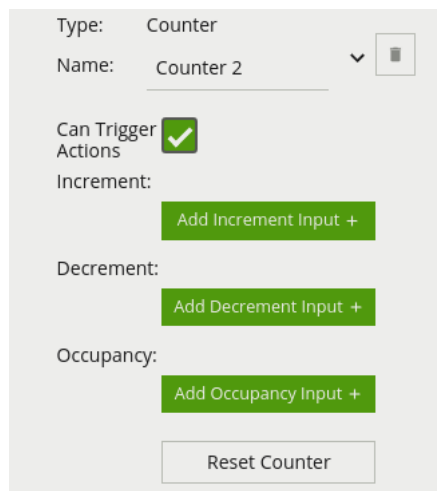 Type: Counter
Name: Counter 2
Can Trigger
Actions
Increment:
Add Increment Input +
Decrement:
Add Decrement Input +
Occupancy:
Add Occupancy Input +
Reset Counter